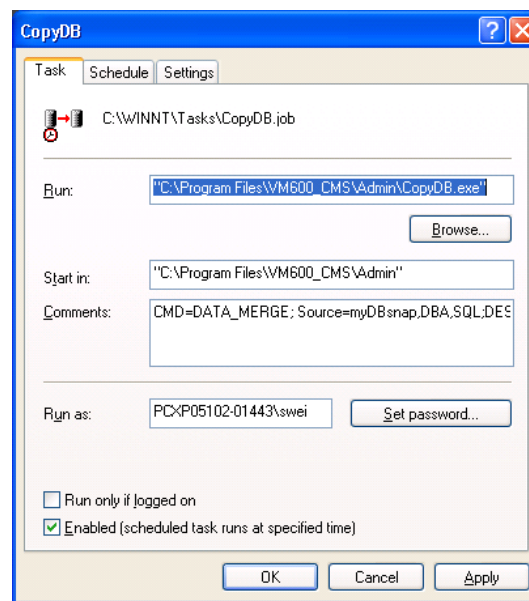 CopyDB
Task Schedule Settings
C:\WINNT\Tasks\CopyDB.job
Run: "C:\Program Files\VM600_CMS\Admin\CopyDB.exe"
Browse...
Start in: "C:\Program Files\VM600_CMS\Admin"
Comments: CMD=DATA_MERGE; Source=myDBsnap,DBA,SQL;DES
Run as: PCXP05102-01443\swei Set password...
Run only if logged on
Enabled (scheduled task runs at specified time)
OK Cancel Apply